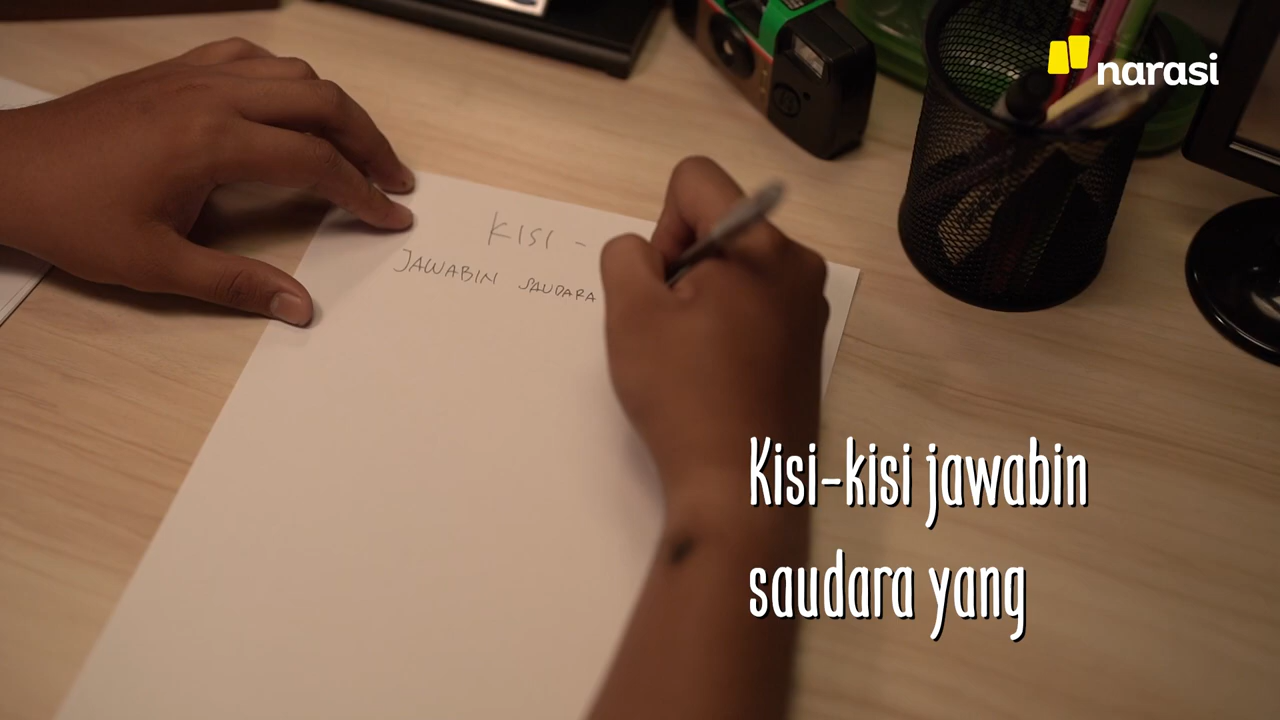 narasi
KISI -
JAWABIN SAUDARA
Kisi-kisi jawabin
saudara yang